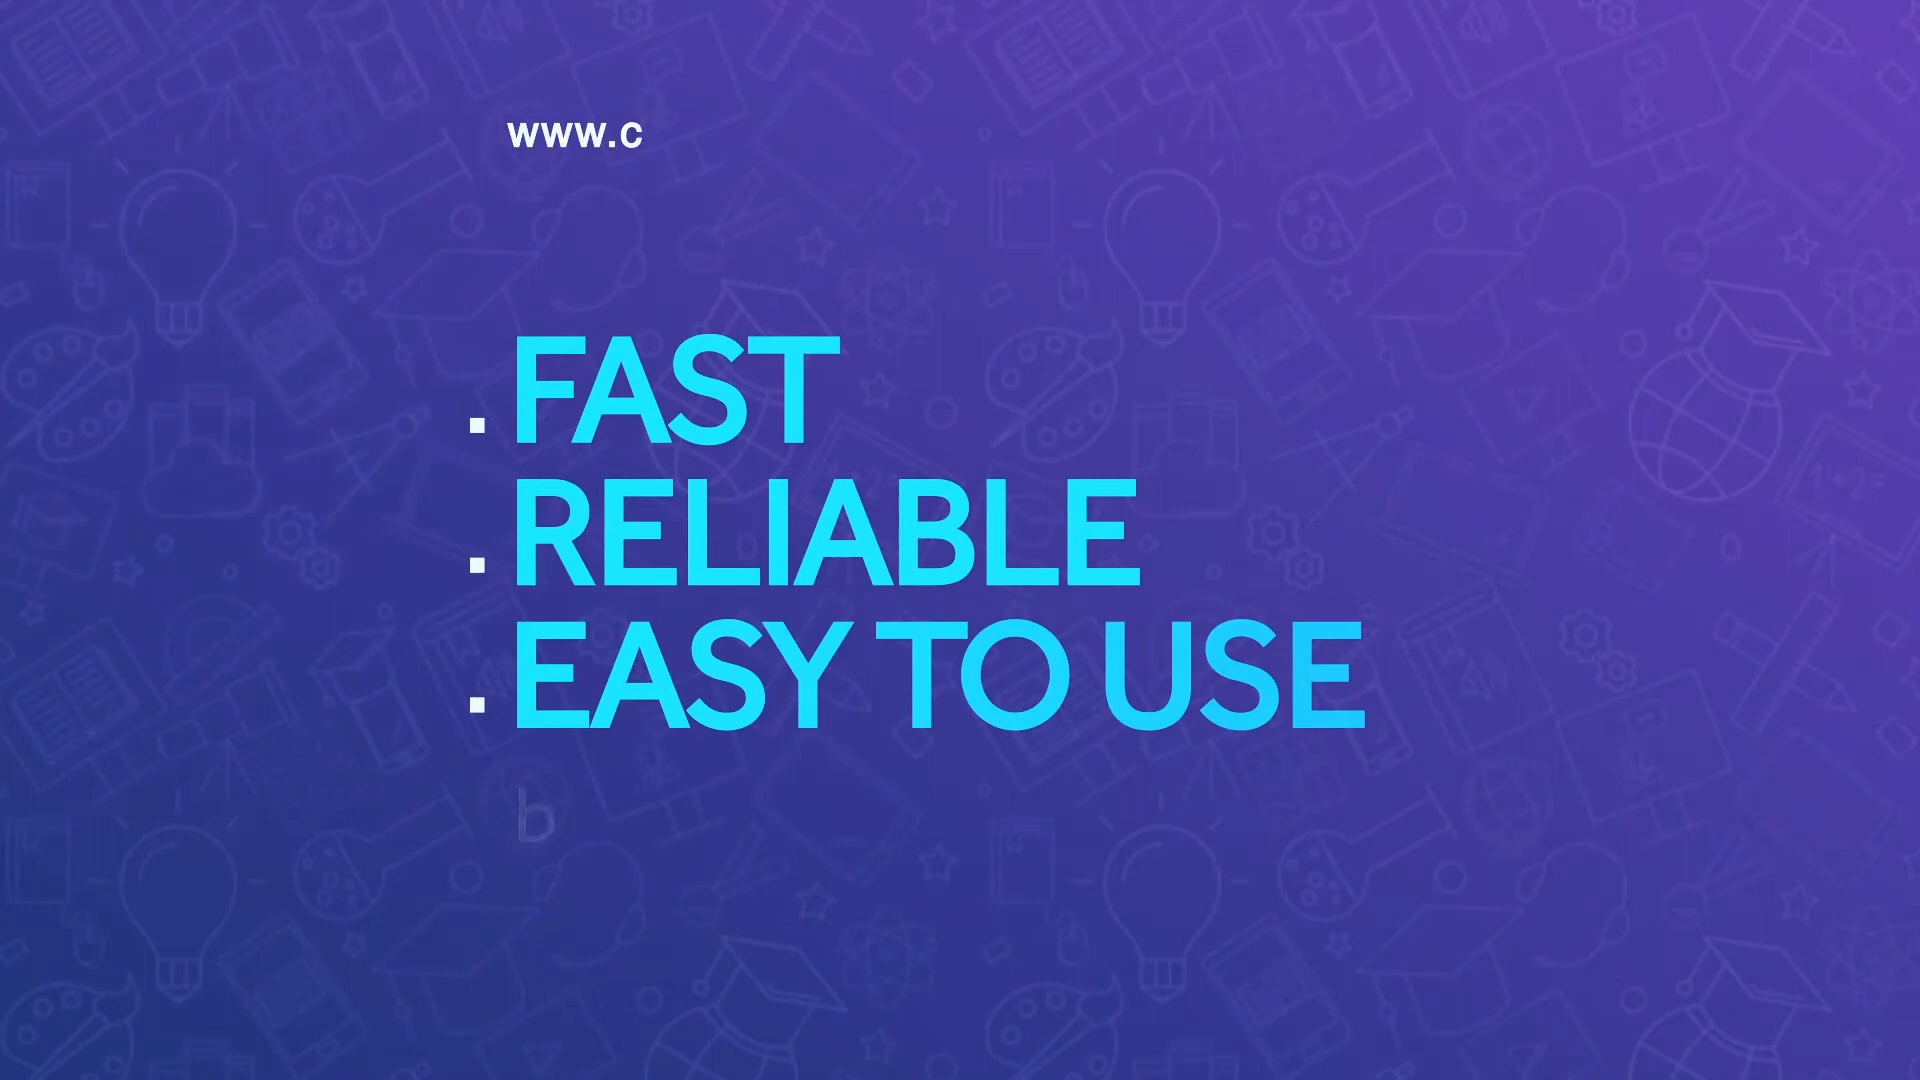 www.c
. FAST
. RELIABLE
. EASY TO USE
b